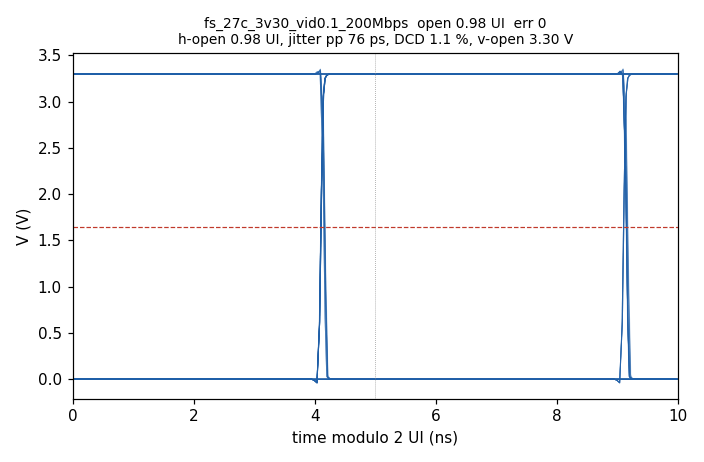 fs_27c_3v30_vid0.1_200Mbps  open 0.98 UI  err 0
h-open 0.98 UI, jitter pp 76 ps, DCD 1.1 %, v-open 3.30 V
3.5
3.0
2.5
2.0
1.5
1.0
0.5
0.0
V (V)
0 2 4 6 8 10
time modulo 2 UI (ns)